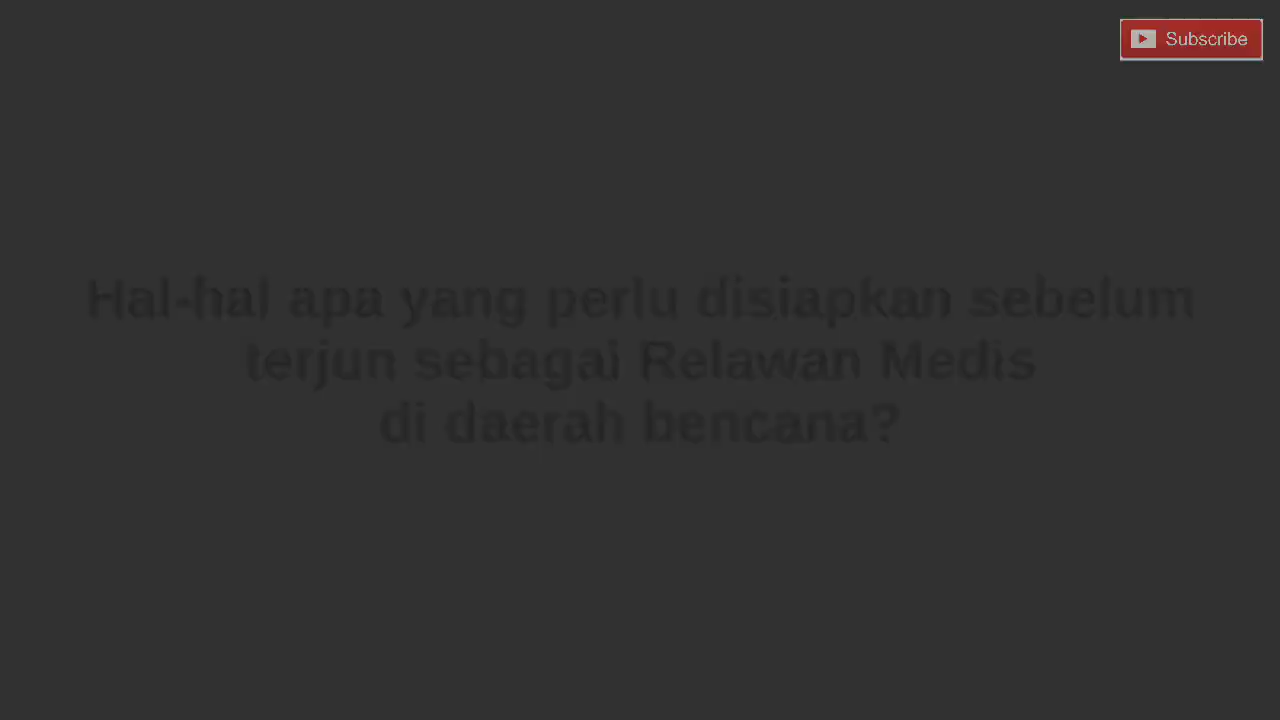 Subscribe
Hal-hal apa yang perlu disiapkan sebelum
terjun sebagai Relawan Medis
di daerah bencana?